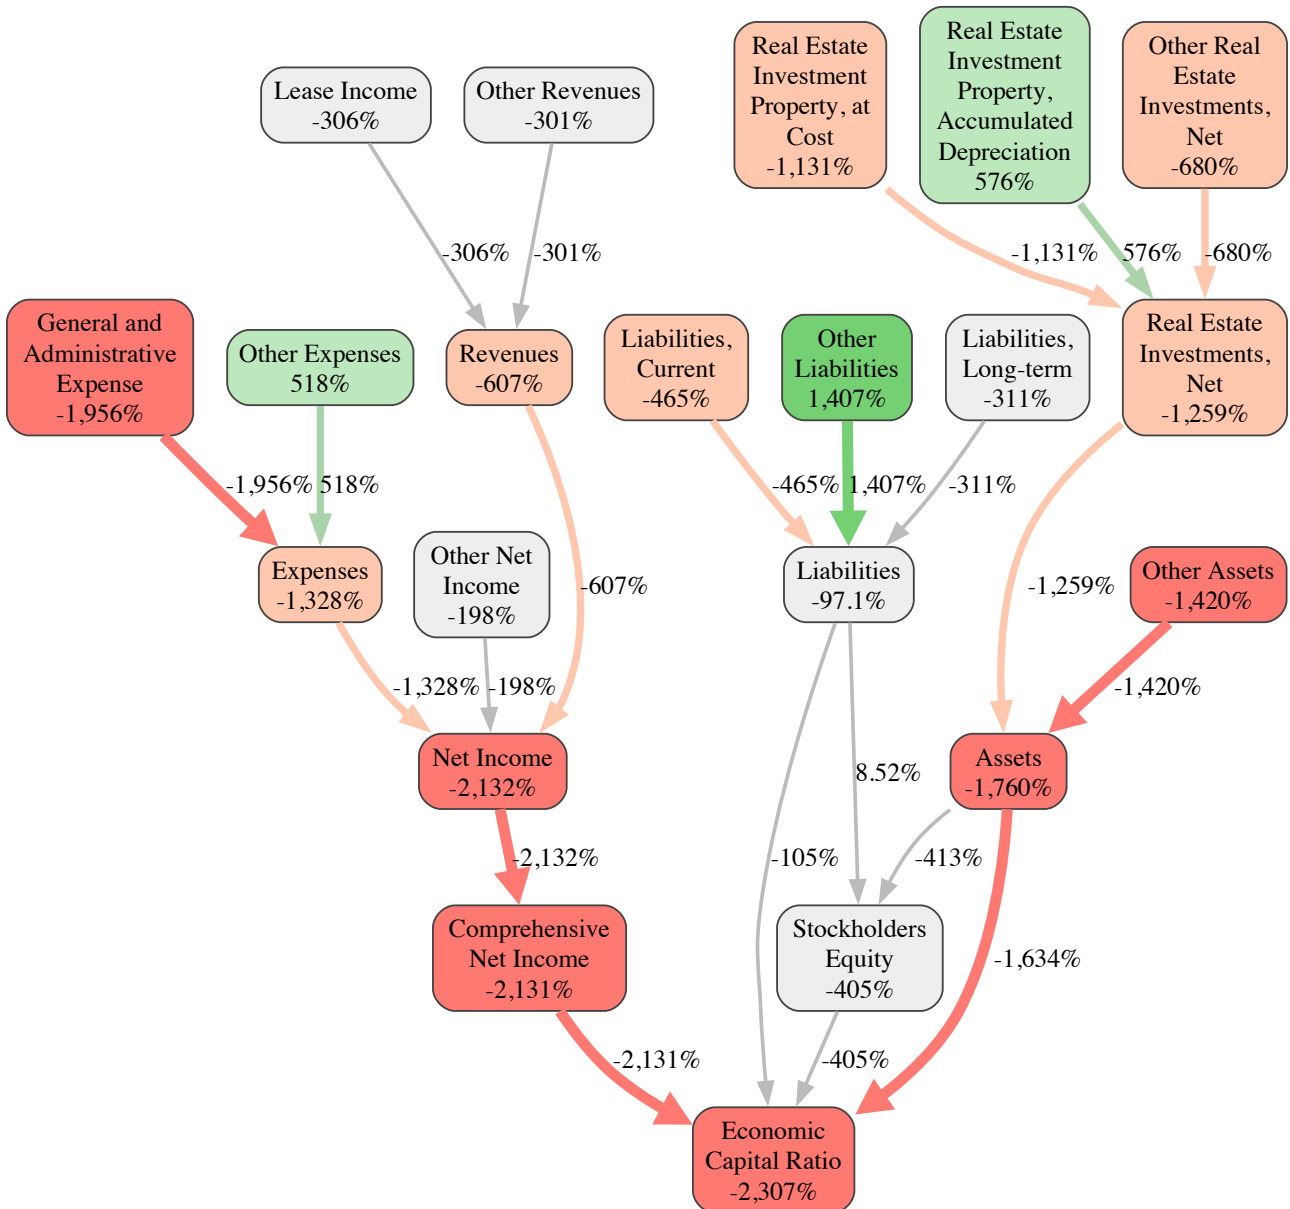 Real Estate
Investment
Property, at
Cost
-1,131%
Real Estate
Investment
Property,
Accumulated
Depreciation
576%
Other Real
Estate
Investments,
Net
-680%
Lease Income
-306%
Other Revenues
-301%
-306%
-301%
-1,131%
576%
-680%
General and
Administrative
Expense
-1,956%
Other Expenses
518%
Revenues
-607%
Liabilities,
Current
-465%
Other
Liabilities
1,407%
Liabilities,
Long-term
-311%
Real Estate
Investments,
Net
-1,259%
-1,956%
518%
-465%
1,407%
-311%
Expenses
-1,328%
Other Net
Income
-198%
-607%
Liabilities
-97.1%
-1,259%
Other Assets
-1,420%
-1,328%
-198%
-1,420%
Net Income
-2,132%
8.52%
Assets
-1,760%
-2,132%
-105%
-413%
Comprehensive
Net Income
-2,131%
Stockholders
Equity
-405%
-1,634%
-2,131%
-405%
Economic
Capital Ratio
-2,307%